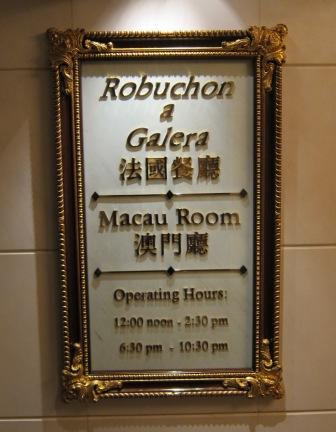 Robuchon
a
Galera
法國餐廳
Macau Room
澳門廳
Operating Hours:
12:00 noon - 2:30 pm
6:30 pm - 10:30 pm